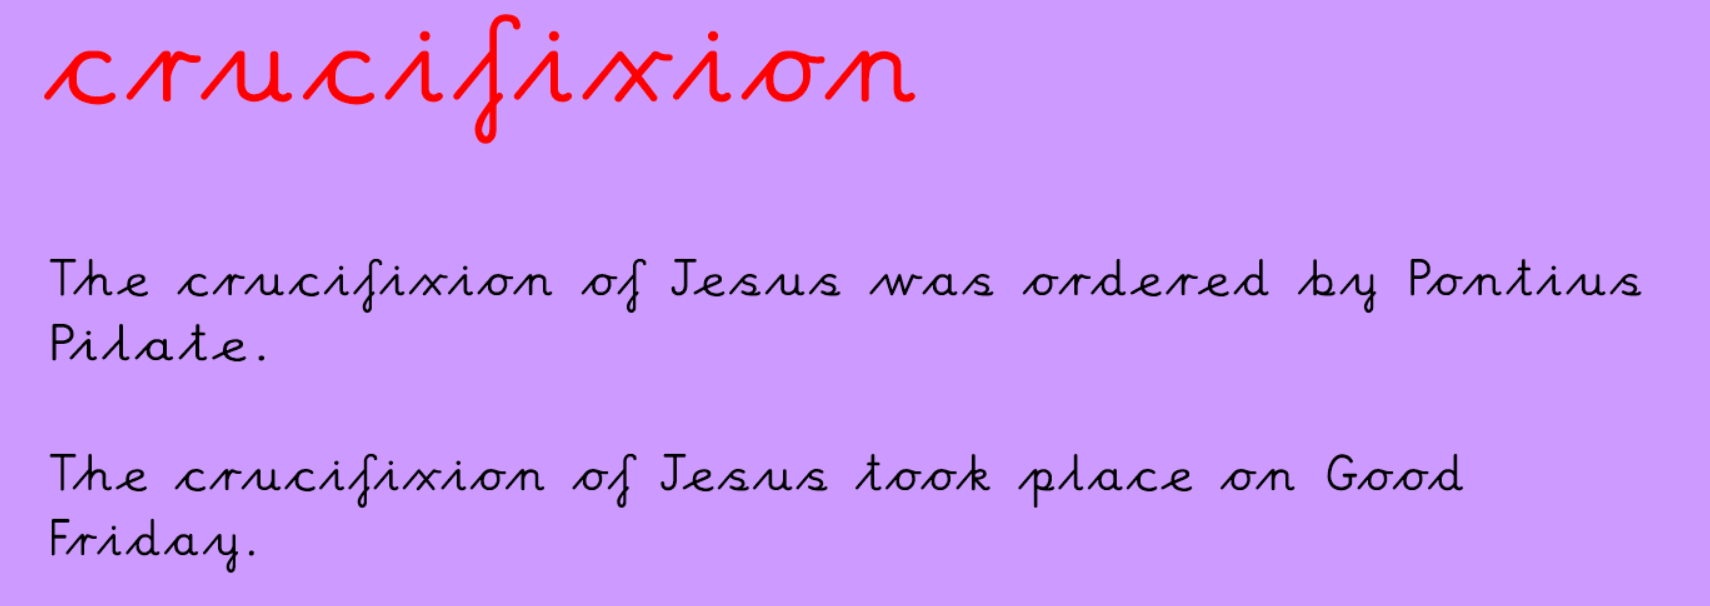 crucifixion
The crucifixion of Jesus was ordered by Pontius
Pilate.
The crucifixion of Jesus took place on Good
Friday.